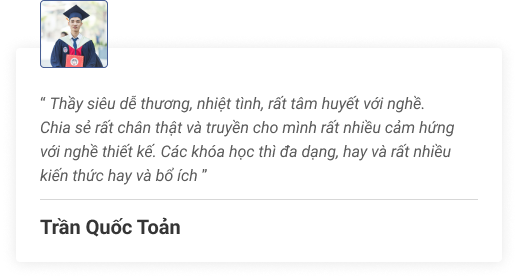 “ Thầy siêu dễ thương, nhiệt tình, rất tâm huyết với nghề.
Chia sẻ rất chân thật và truyền cho mình rất nhiều cảm hứng
với nghề thiết kế. Các khóa học thì đa dạng, hay và rất nhiều
kiến thức hay và bổ ích ”
Trần Quốc Toản